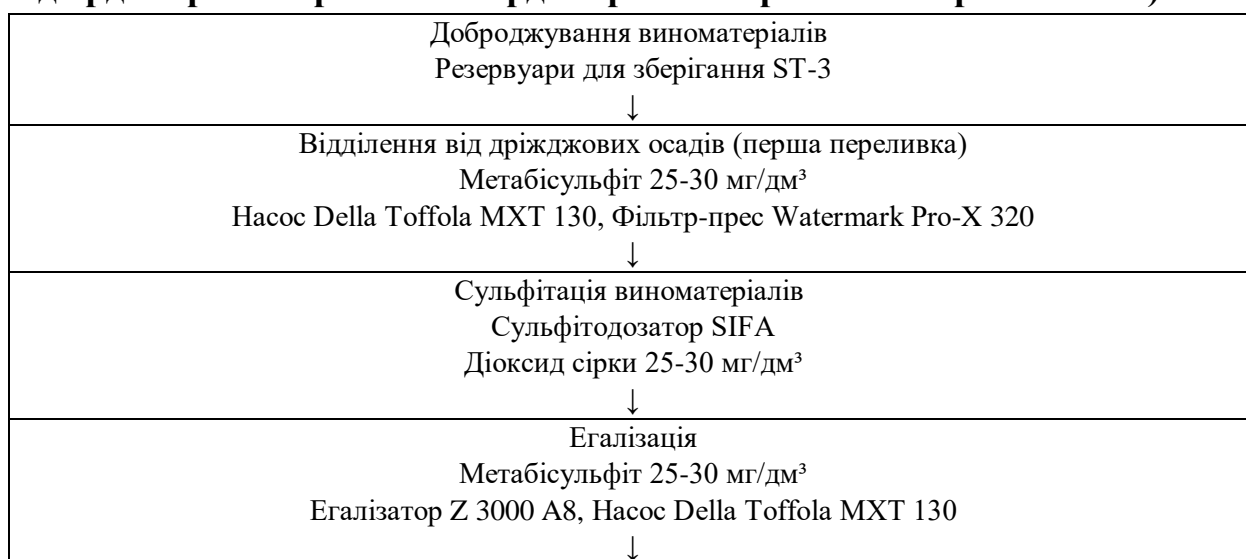 Доброджування виноматеріалів
Резервуари для зберігання ST-3
↓
Відділення від дріжджових осадів (перша переливка)
Метабісульфіт 25-30 мг/дм³
Насос Della Toffola MXT 130, Фільтр-прес Watermark Pro-X 320
↓
Сульфітація виноматеріалів
Сульфітодозатор SIFA
Діоксид сірки 25-30 мг/дм³
↓
Егалізація
Метабісульфіт 25-30 мг/дм³
Егалізатор Z 3000 А8, Насос Della Toffola MXT 130
↓